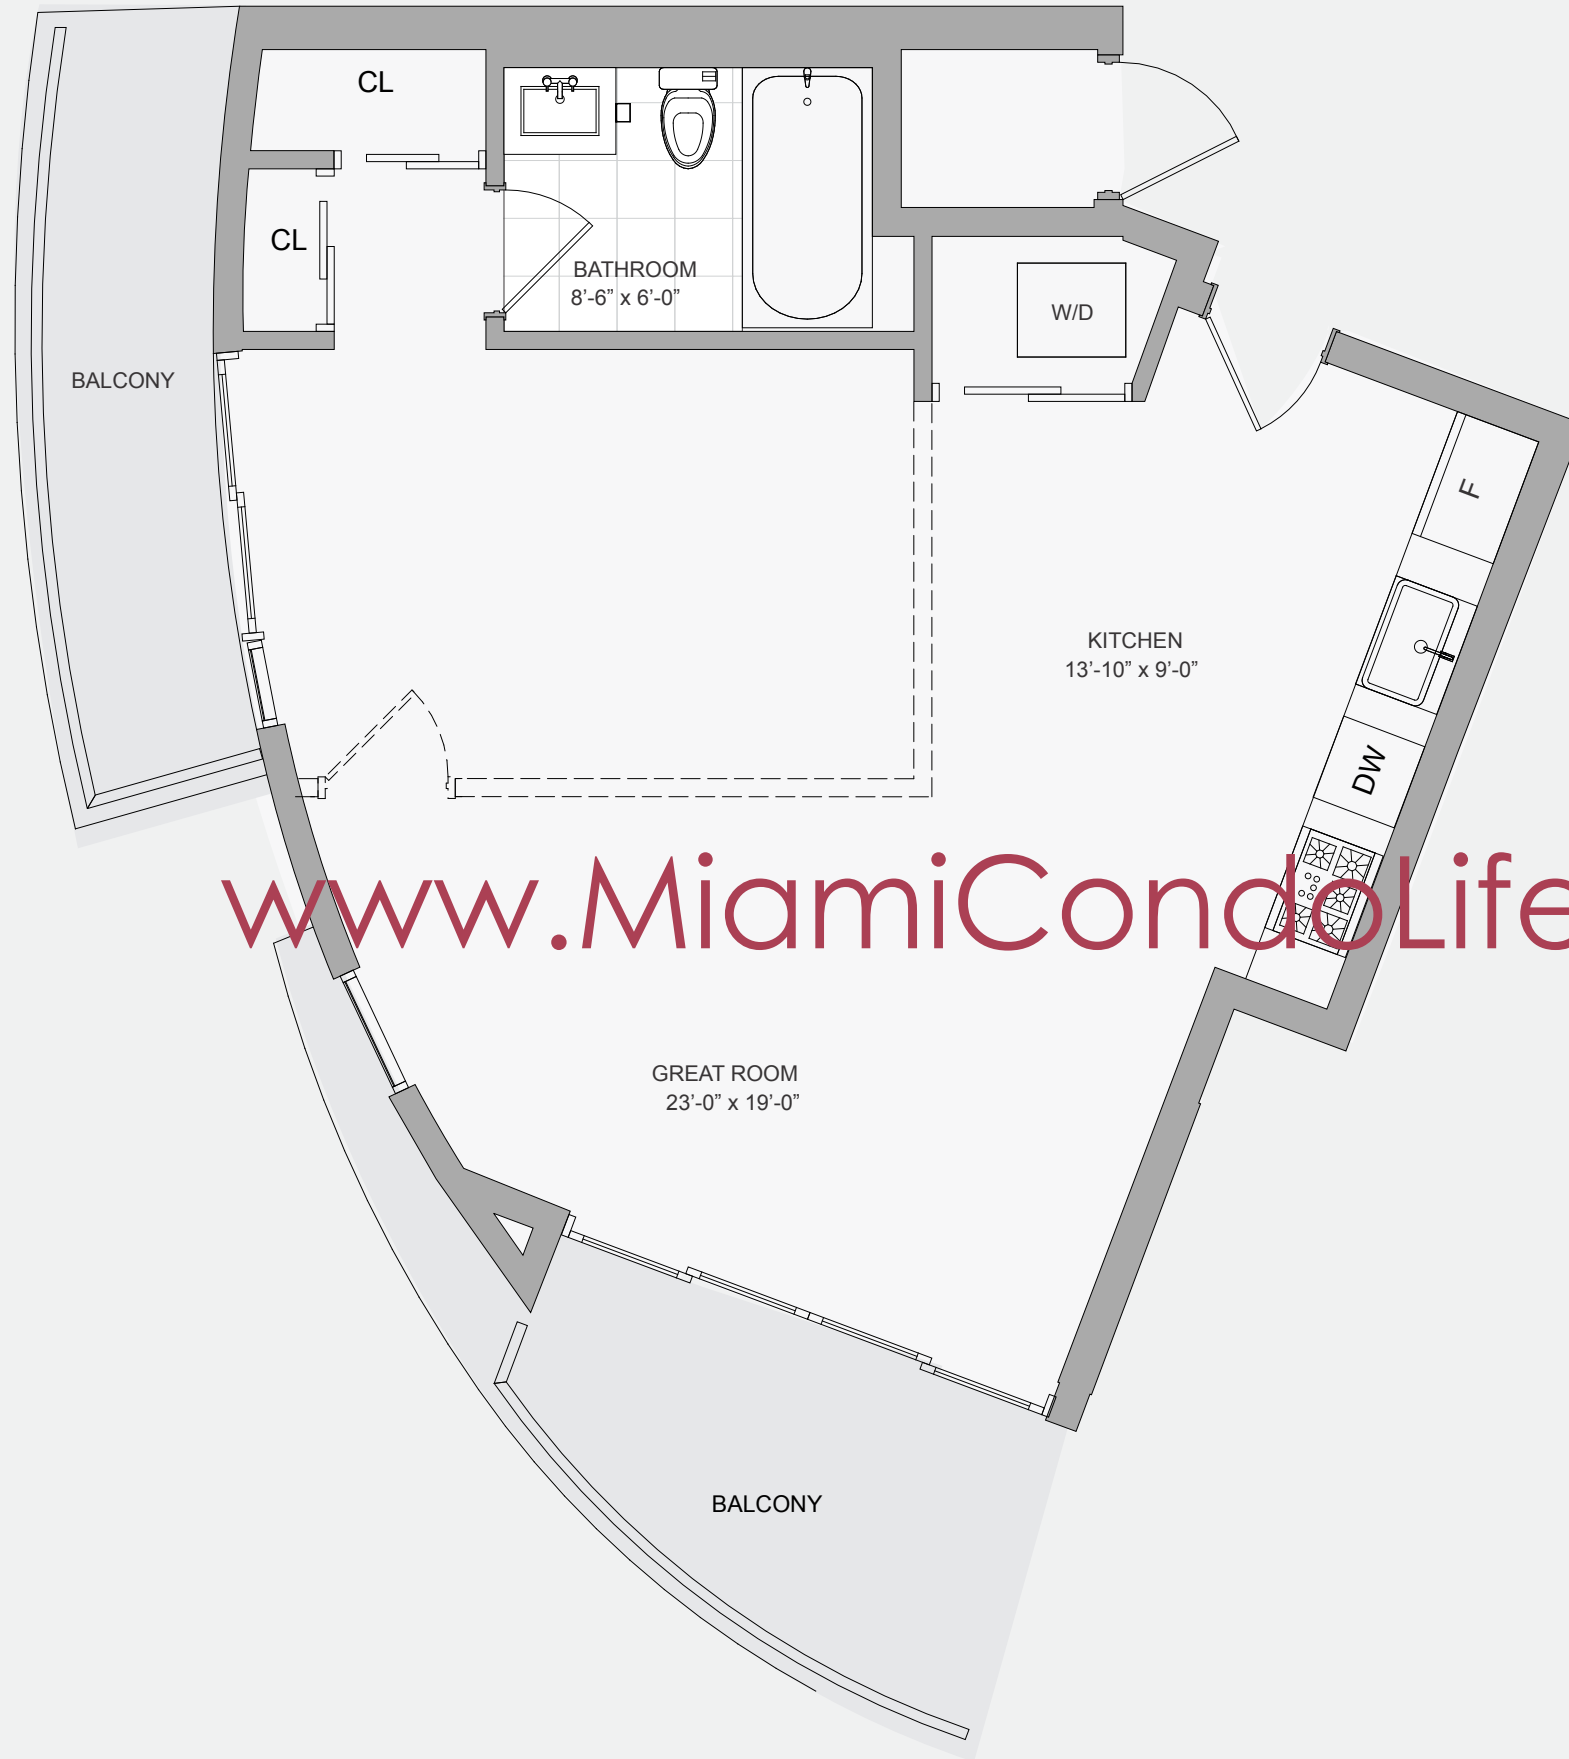 CL
CL
BATHROOM
8’-6” x 6’-0”
W/D
BALCONY
F
KITCHEN
13’-10” x 9’-0”
DW
www.MiamiCondoLife
GREAT ROOM
23’-0” x 19’-0”
BALCONY